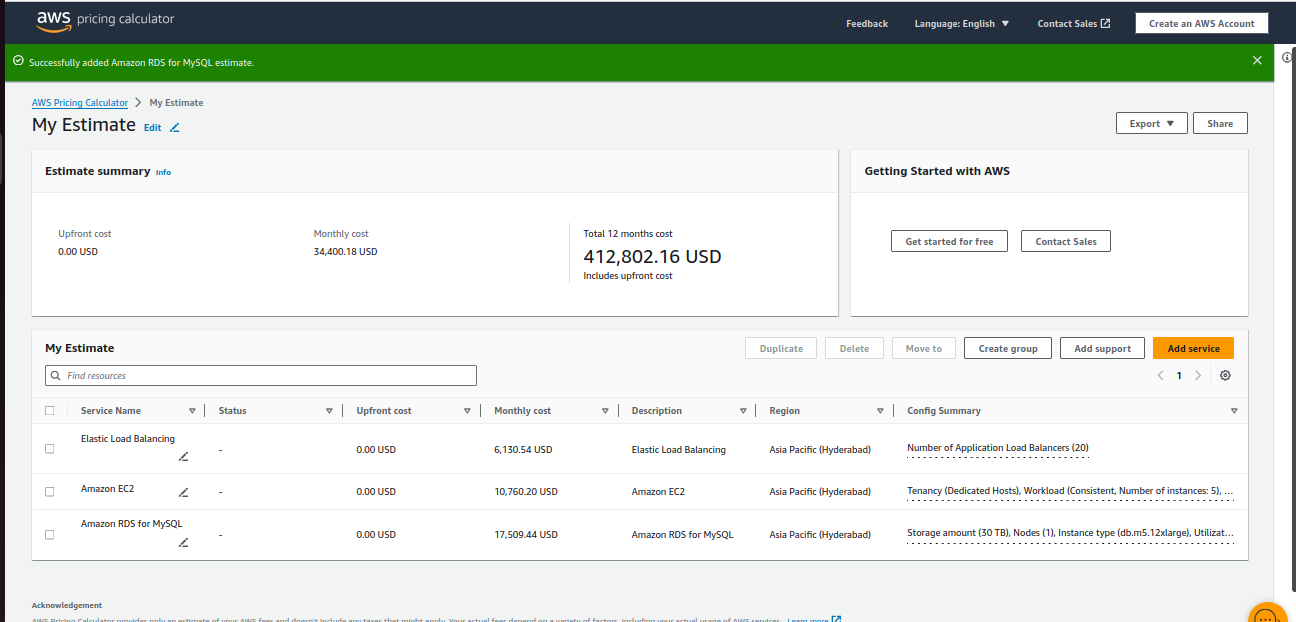 aws pricing calculator
Feedback
Language: English
Contact Sales
Create an AWS Account
Successfully added Amazon RDS for MySQL estimate.
AWS Pricing Calculator > My Estimate
My Estimate Edit
Export
Share
Estimate summary Info
Upfront cost
0.00 USD
Monthly cost
34,400.18 USD
Total 12 months cost
412,802.16 USD
Includes upfront cost
Getting Started with AWS
Get started for free
Contact Sales
My Estimate
Duplicate
Delete
Move to
Create group
Add support
Add service
Find resources
1
Service Name Status Upfront cost Monthly cost Description Region Config Summary
Elastic Load Balancing - 0.00 USD 6,130.54 USD Elastic Load Balancing Asia Pacific (Hyderabad) Number of Application Load Balancers (20)
Amazon EC2 - 0.00 USD 10,760.20 USD Amazon EC2 Asia Pacific (Hyderabad) Tenancy (Dedicated Hosts), Workload (Consistent, Number of instances: 5), ...
Amazon RDS for MySQL - 0.00 USD 17,509.44 USD Amazon RDS for MySQL Asia Pacific (Hyderabad) Storage amount (30 TB), Nodes (1), Instance type (db.m5.12xlarge), Utilizat...
Acknowledgement
AWS Pricing Calculator provides only an estimate of your AWS fees and doesn't include any taxes that might apply. Your actual fees depend on a variety of factors, including your actual usage of AWS services. Learn more